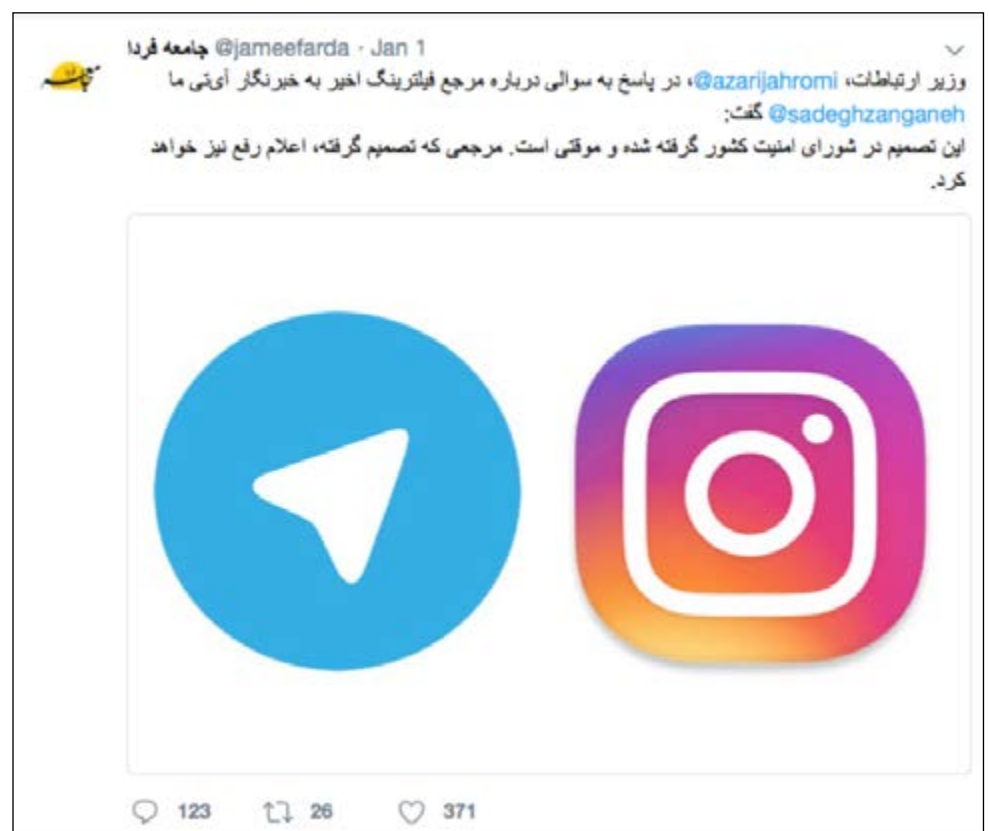 جامعه فردا @jameefarda · Jan 1
وزیر ارتباطات، @azarijahromi، در پاسخ به سوالی درباره مرجع فیلترینگ اخیر به خبرنگار آی‌تی ما
@sadeghzanganeh گفت:
این تصمیم در شورای امنیت کشور گرفته شده و موقتی است. مرجعی که تصمیم گرفته، اعلام رفع نیز خواهد
کرد.
123 26 371